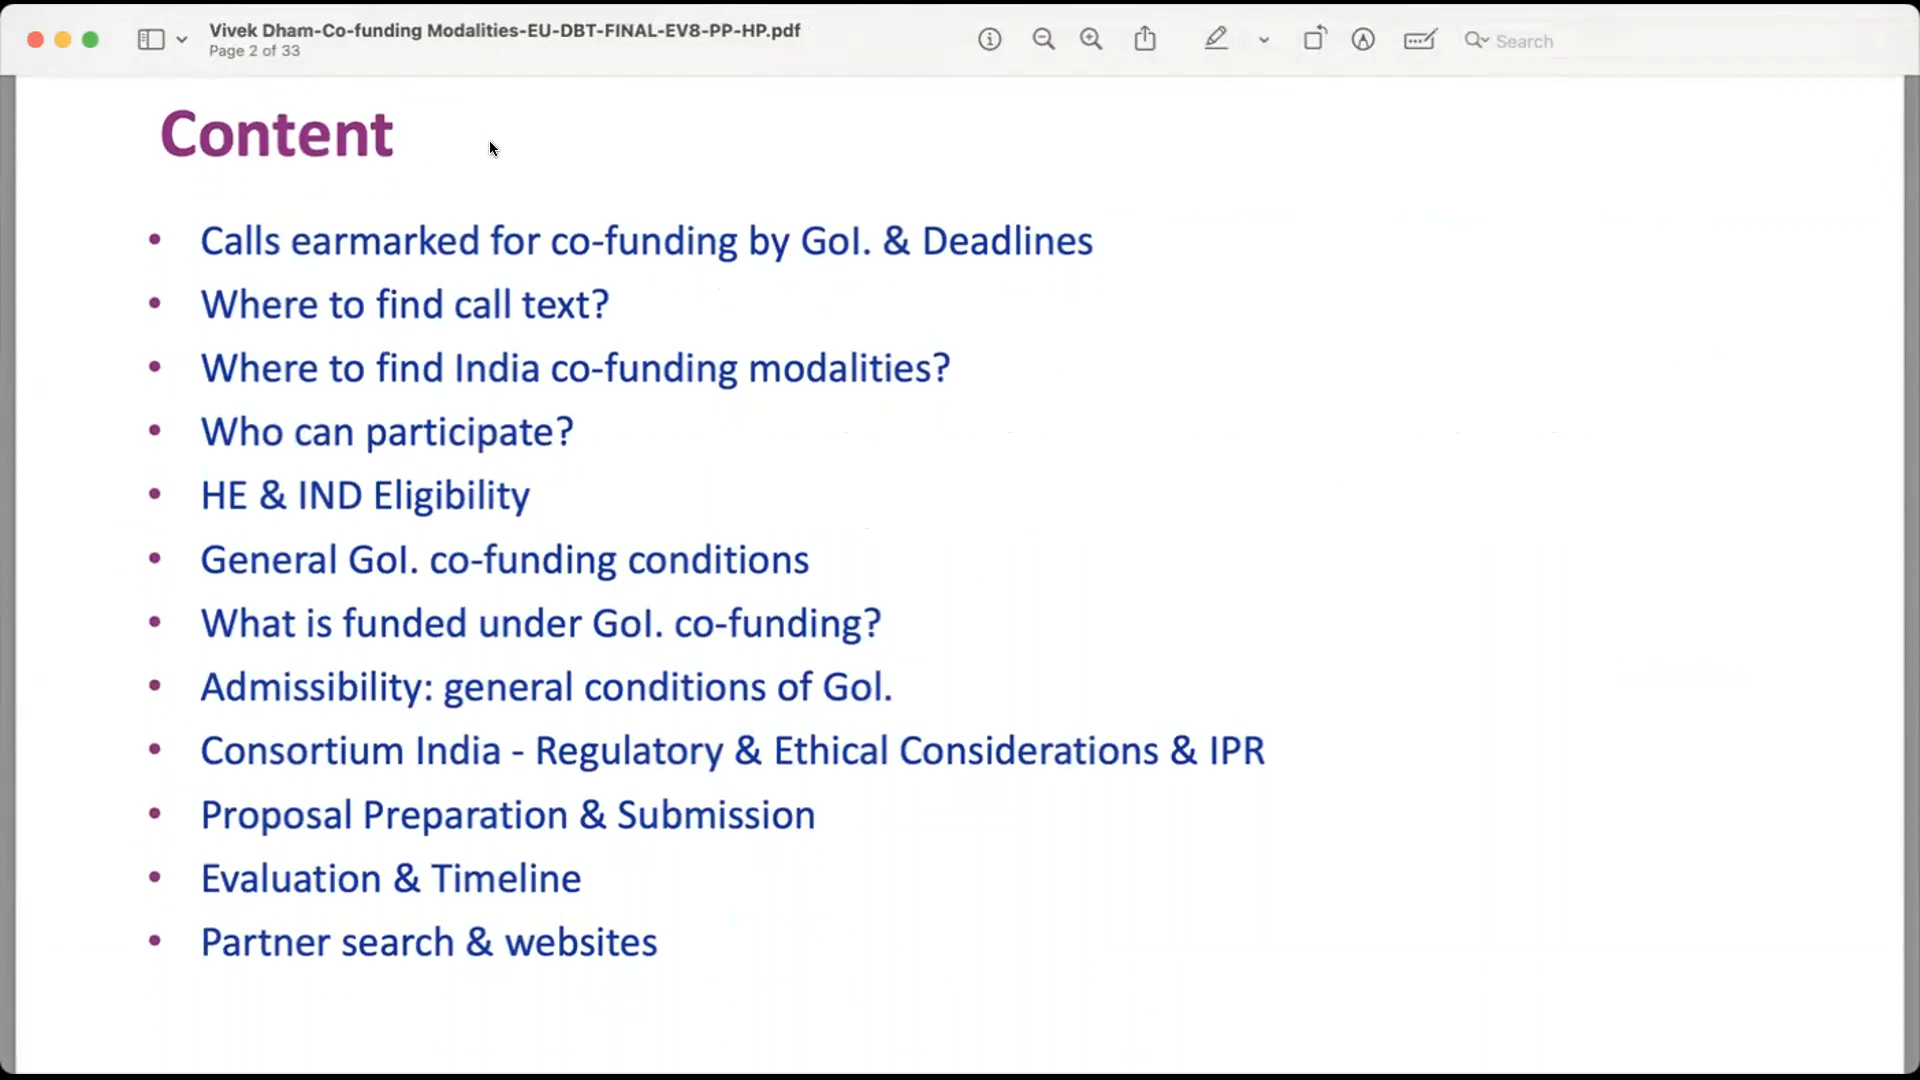 Vivek Dham-Co-funding Modalities-EU-DBT-FINAL-EV8-PP-HP.pdf
Page 2 of 33
Search
Content
• Calls earmarked for co-funding by GoI. & Deadlines
• Where to find call text?
• Where to find India co-funding modalities?
• Who can participate?
• HE & IND Eligibility
• General GoI. co-funding conditions
• What is funded under GoI. co-funding?
• Admissibility: general conditions of GoI.
• Consortium India - Regulatory & Ethical Considerations & IPR
• Proposal Preparation & Submission
• Evaluation & Timeline
• Partner search & websites